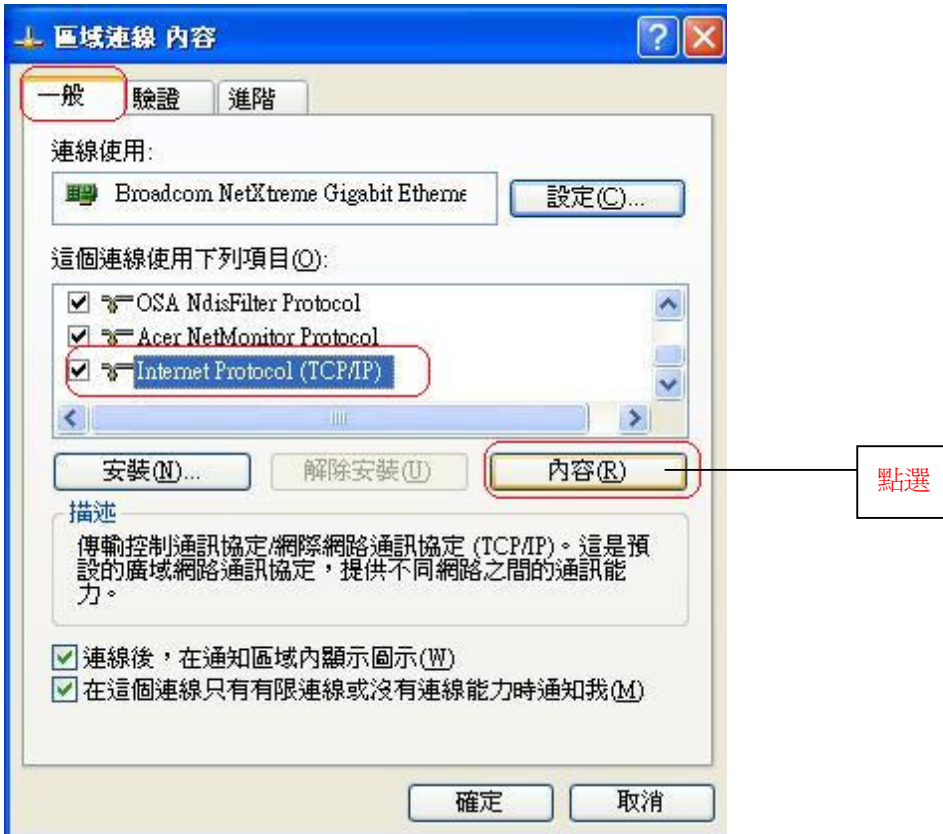 區域連線 內容
一般 驗證 進階
連線使用:
Broadcom NetXtreme Gigabit Etherne
設定(C)...
這個連線使用下列項目(O):
OSA NdisFilter Protocol
Acer NetMonitor Protocol
Internet Protocol (TCP/IP)
安裝(N)... 解除安裝(U) 內容(R)
點選
描述
傳輸控制通訊協定/網際網路通訊協定 (TCP/IP)。這是預
設的廣域網路通訊協定，提供不同網路之間的通訊能
力。
連線後，在通知區域內顯示圖示(W)
在這個連線只有有限連線或沒有連線能力時通知我(M)
確定 取消